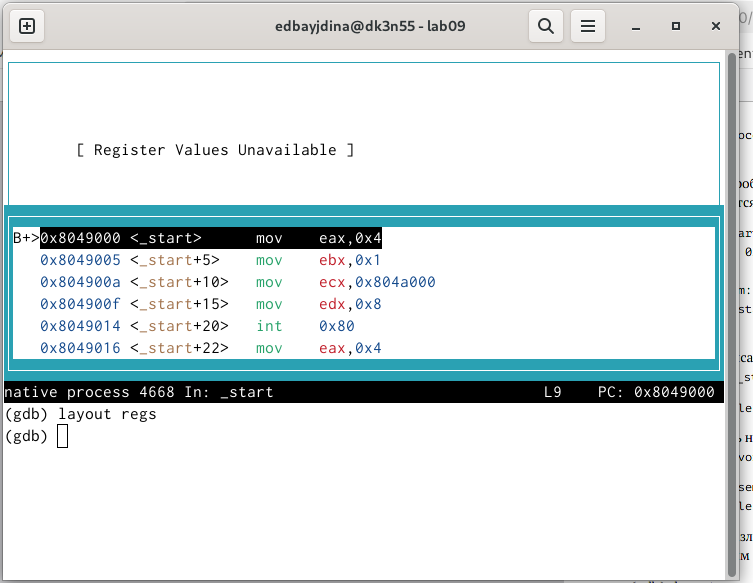 edbayjdina@dk3n55 - lab09
[ Register Values Unavailable ]
B+>0x8049000 <_start> mov eax,0x4
0x8049005 <_start+5> mov ebx,0x1
0x804900a <_start+10> mov ecx,0x804a000
0x804900f <_start+15> mov edx,0x8
0x8049014 <_start+20> int 0x80
0x8049016 <_start+22> mov eax,0x4
native process 4668 In: _start L9 PC: 0x8049000
(gdb) layout regs
(gdb)